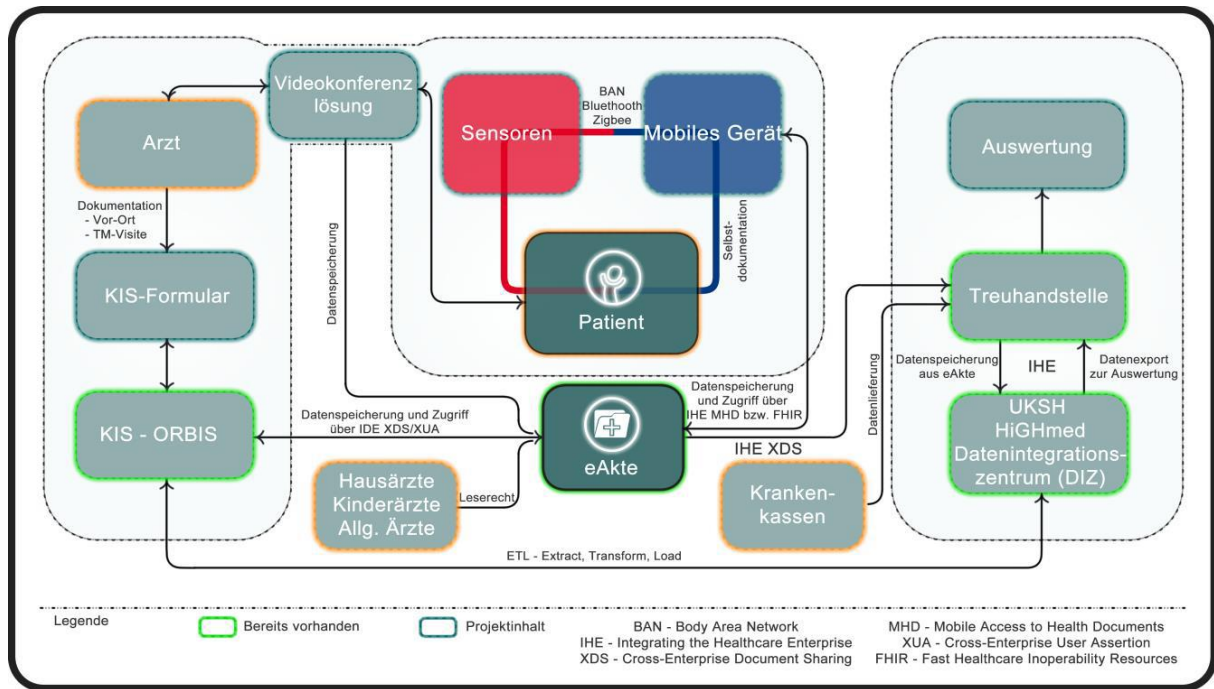 Videokonferenz
lösung
Arzt
Dokumentation
- Vor-Ort
- TM-Visite
KIS-Formular
KIS - ORBIS
Datenspeicherung
Sensoren
BAN
Bluethooth
Zigbee
Mobiles Gerät
Selbst-
dokumentation
Patient
Datenspeicherung und Zugriff
über IDE XDS/XUA
Datenspeicherung
und Zugriff über
IHE MHD bzw. FHIR
eAkte
IHE XDS
Hausärzte
Kinderärzte
Allg. Ärzte
Leserecht
Kranken-
kassen
Datenlieferung
Auswertung
Treuhandstelle
Datenspeicherung
aus eAkte
IHE
Datenexport
zur Auswertung
UKSH
HiGHmed
Datenintegrations-
zentrum (DIZ)
ETL - Extract, Transform, Load
Legende
Bereits vorhanden
Projektinhalt
BAN - Body Area Network
IHE - Integrating the Healthcare Enterprise
XDS - Cross-Enterprise Document Sharing
MHD - Mobile Access to Health Documents
XUA - Cross-Enterprise User Assertion
FHIR - Fast Healthcare Inoperability Resources